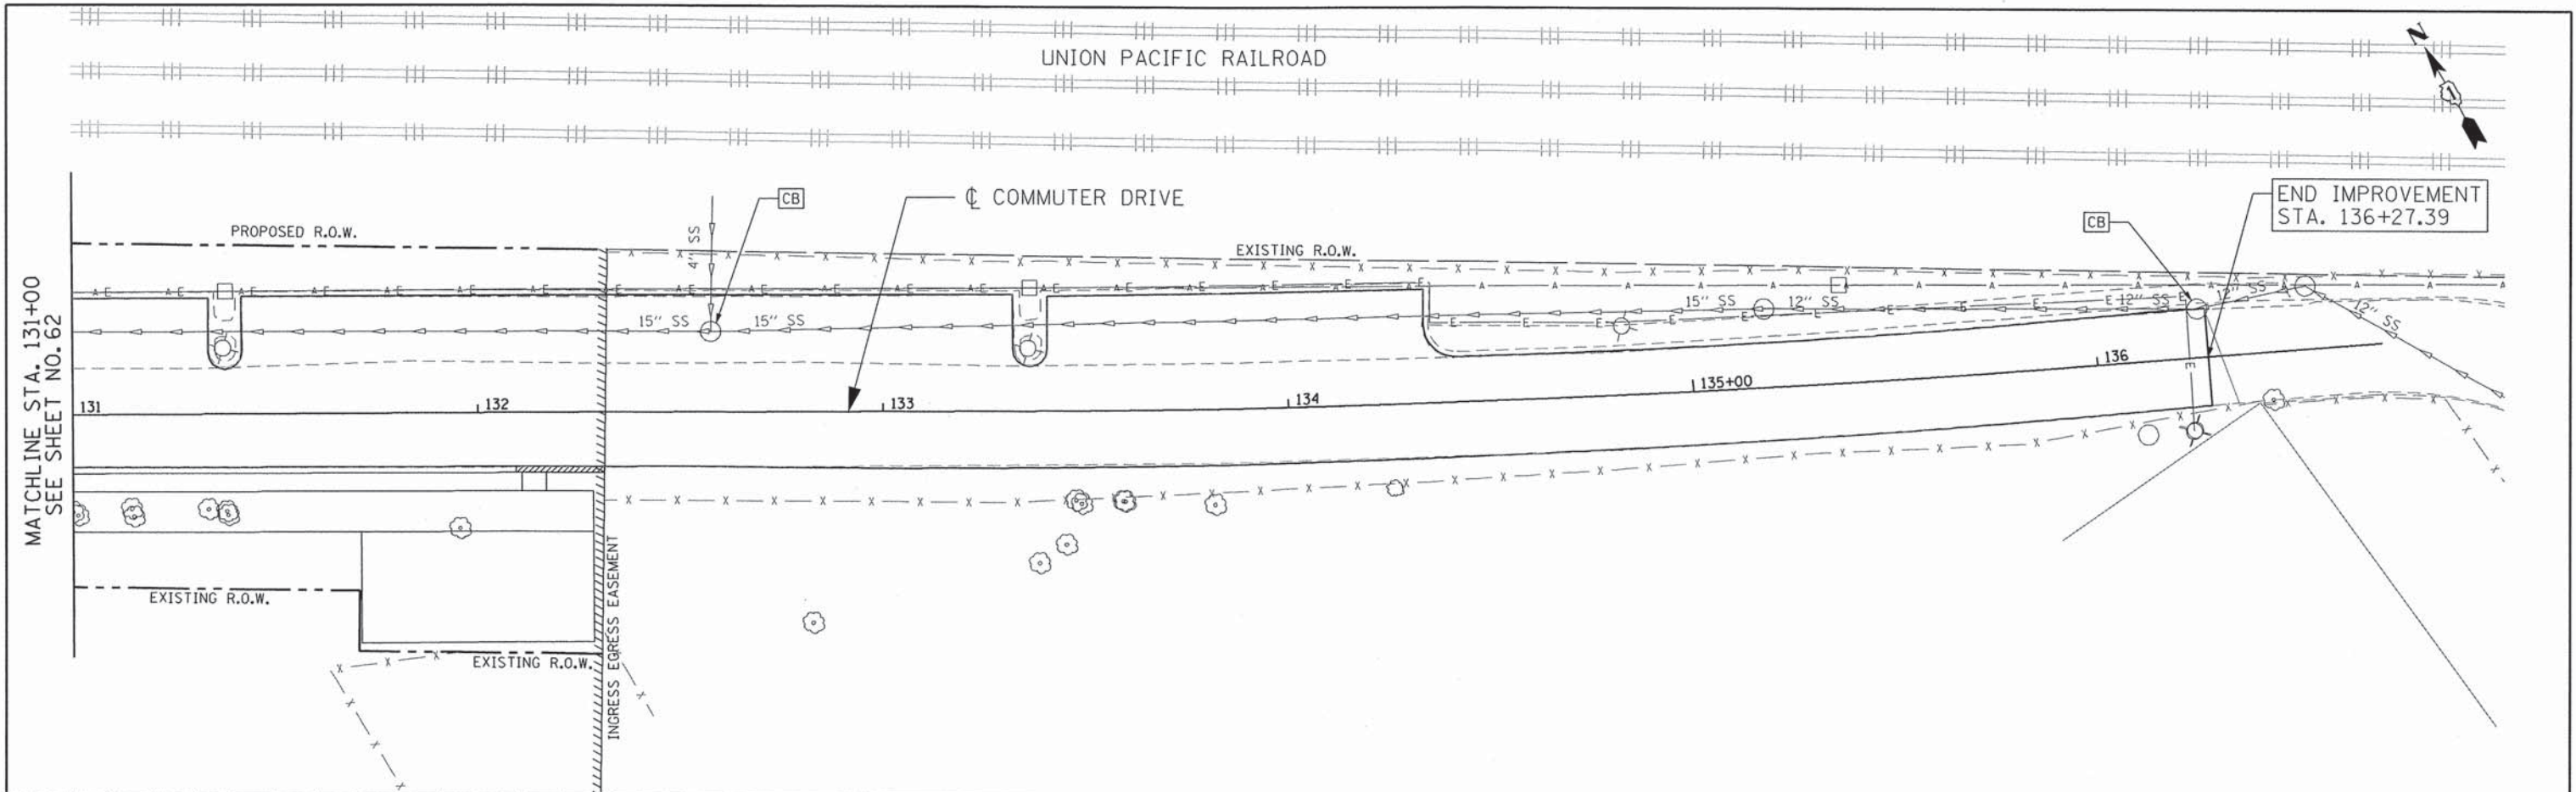 UNION PACIFIC RAILROAD
N
1
CB
℄ COMMUTER DRIVE
END IMPROVEMENT
STA. 136+27.39
CB
PROPOSED R.O.W.
4" SS
EXISTING R.O.W.
MATCHLINE STA. 131+00
SEE SHEET NO. 62
15" SS
15" SS
15" SS
12" SS
12" SS
12" SS
12" SS
131
132
133
134
135+00
136
INGRESS EGRESS EASEMENT
EXISTING R.O.W.
EXISTING R.O.W.